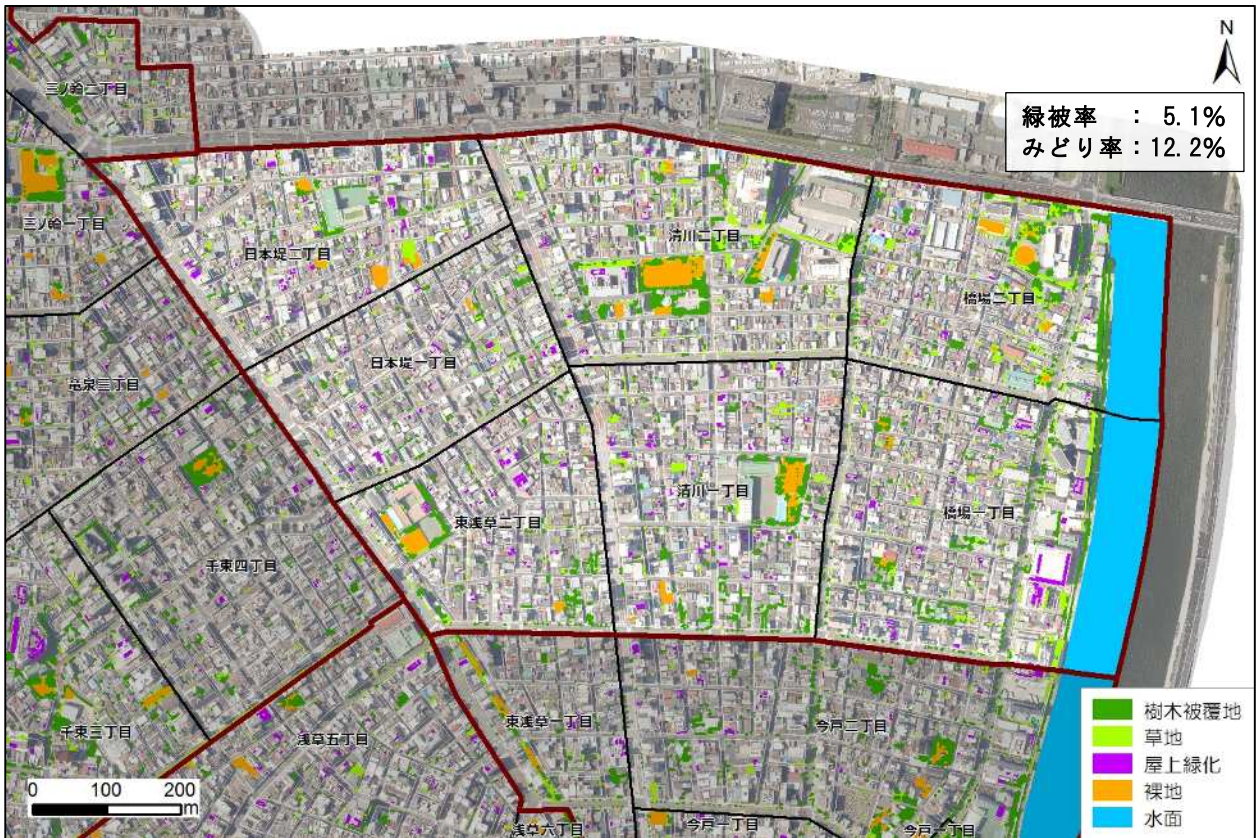 N
緑被率 : 5.1%
みどり率:12.2%
三ノ輪二丁目
三ノ輪一丁目
日本堤二丁目
清川二丁目
橋場二丁目
日本堤一丁目
竜泉三丁目
清川一丁目
橋場一丁目
東浅草二丁目
千束四丁目
千束三丁目
浅草五丁目
東浅草一丁目
今戸二丁目
浅草六丁目
今戸一丁目
今戸一丁目
樹木被覆地
草地
屋上緑化
裸地
水面
0 100 200
m